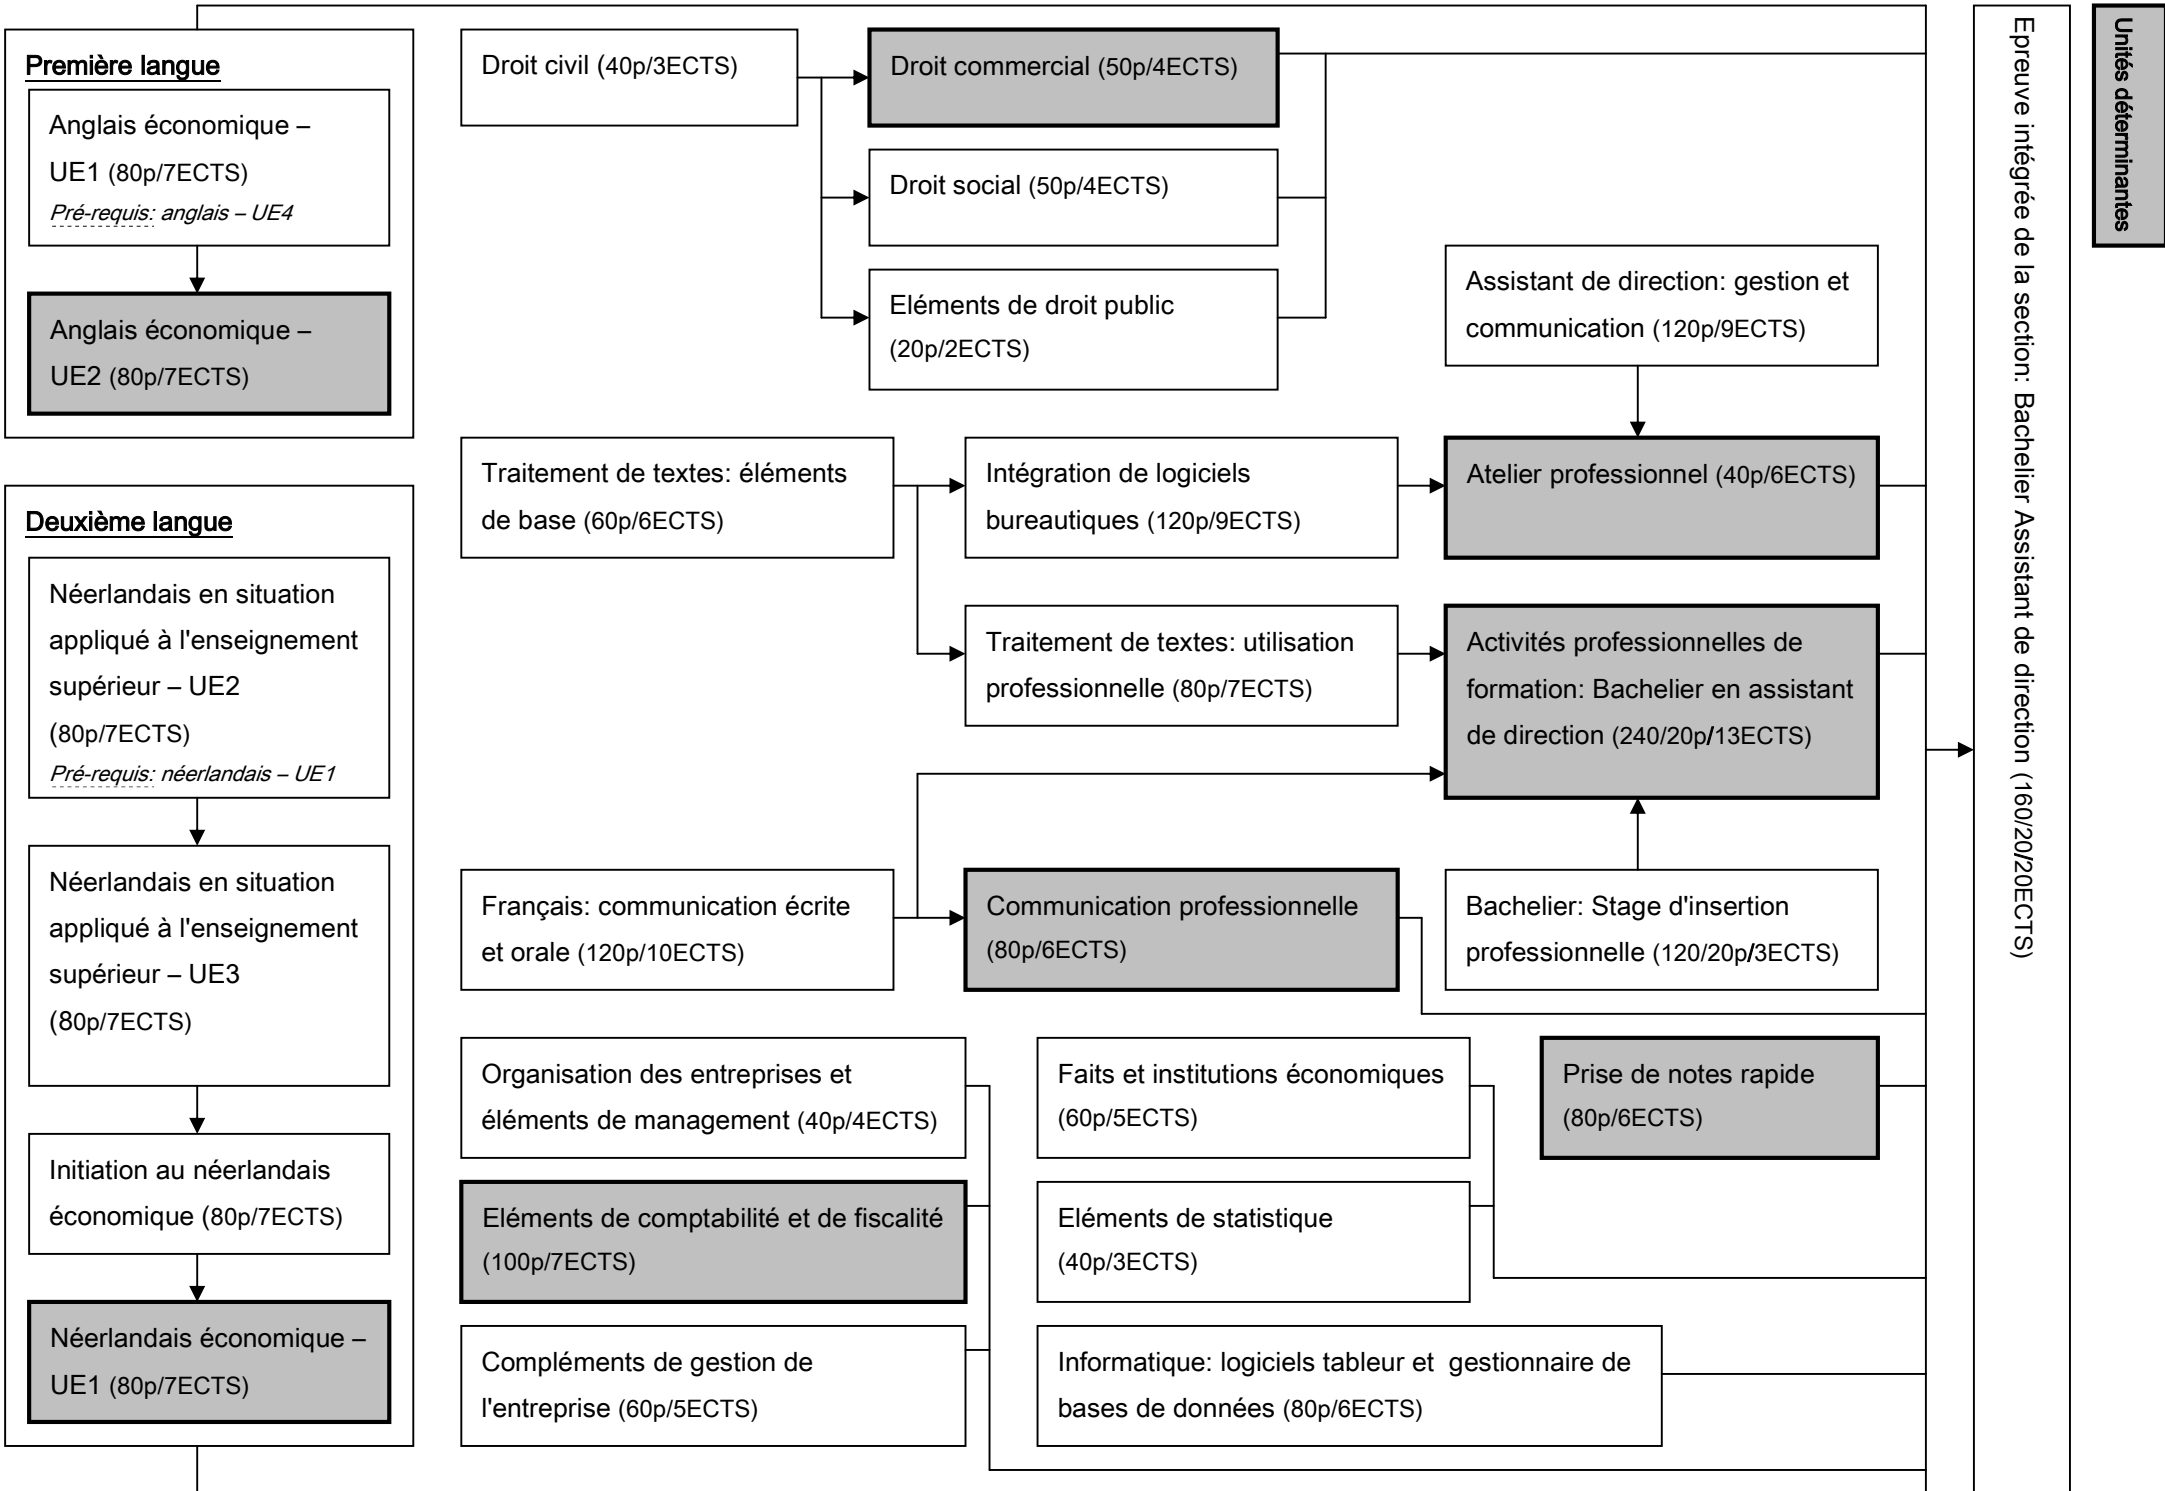 Première langue
Anglais économique –
UE1 (80p/7ECTS)
Pré-requis: anglais – UE4
Anglais économique –
UE2 (80p/7ECTS)
Deuxième langue
Néerlandais en situation
appliqué à l'enseignement
supérieur – UE2
(80p/7ECTS)
Pré-requis: néerlandais – UE1
Néerlandais en situation
appliqué à l'enseignement
supérieur – UE3
(80p/7ECTS)
Initiation au néerlandais
économique (80p/7ECTS)
Néerlandais économique –
UE1 (80p/7ECTS)
Droit civil (40p/3ECTS)
Droit commercial (50p/4ECTS)
Droit social (50p/4ECTS)
Eléments de droit public
(20p/2ECTS)
Assistant de direction: gestion et
communication (120p/9ECTS)
Traitement de textes: éléments
de base (60p/6ECTS)
Intégration de logiciels
bureautiques (120p/9ECTS)
Atelier professionnel (40p/6ECTS)
Traitement de textes: utilisation
professionnelle (80p/7ECTS)
Activités professionnelles de
formation: Bachelier en assistant
de direction (240/20p/13ECTS)
Français: communication écrite
et orale (120p/10ECTS)
Communication professionnelle
(80p/6ECTS)
Bachelier: Stage d'insertion
professionnelle (120/20p/3ECTS)
Organisation des entreprises et
éléments de management (40p/4ECTS)
Faits et institutions économiques
(60p/5ECTS)
Prise de notes rapide
(80p/6ECTS)
Eléments de comptabilité et de fiscalité
(100p/7ECTS)
Eléments de statistique
(40p/3ECTS)
Compléments de gestion de
l'entreprise (60p/5ECTS)
Informatique: logiciels tableur et gestionnaire de
bases de données (80p/6ECTS)
Epreuve intégrée de la section: Bachelier Assistant de direction (160/20/20ECTS)
Unités déterminantes